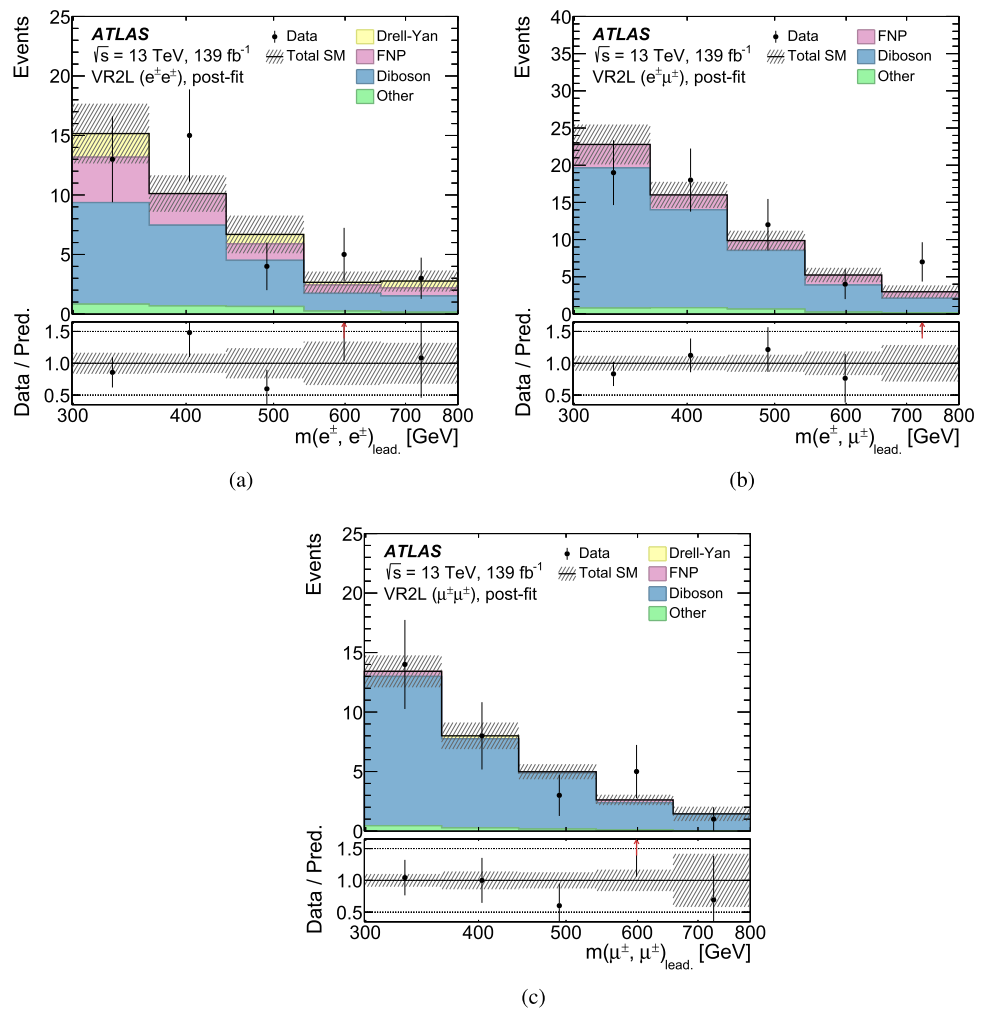 Events
25
20
15
10
5
0
ATLAS
√s = 13 TeV, 139 fb⁻¹
VR2L (e±e±), post-fit
Data
Total SM
Drell-Yan
FNP
Diboson
Other
Data / Pred.
1.5
1.0
0.5
300 400 500 600 700 800
m(e±, e±)lead. [GeV]
(a)
Events
40
35
30
25
20
15
10
5
0
ATLAS
√s = 13 TeV, 139 fb⁻¹
VR2L (e±μ±), post-fit
Data
Total SM
FNP
Diboson
Other
Data / Pred.
1.5
1.0
0.5
300 400 500 600 700 800
m(e±, μ±)lead. [GeV]
(b)
Events
25
20
15
10
5
0
ATLAS
√s = 13 TeV, 139 fb⁻¹
VR2L (μ±μ±), post-fit
Data
Total SM
Drell-Yan
FNP
Diboson
Other
Data / Pred.
1.5
1.0
0.5
300 400 500 600 700 800
m(μ±, μ±)lead. [GeV]
(c)